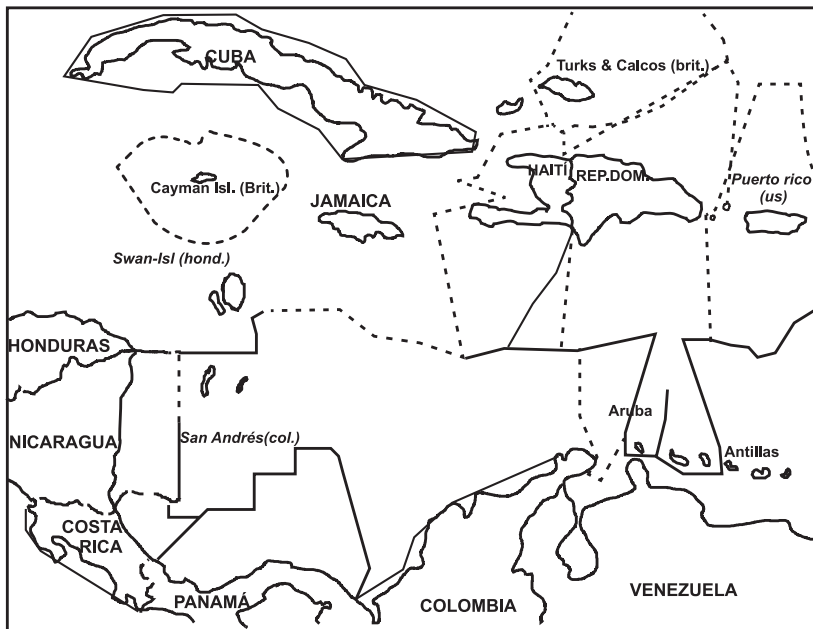 CUBA
Turks & Calcos (brit.)
HAITÍ
REP.DOM.
Puerto rico
(us)
Cayman Isl. (Brit.)
JAMAICA
Swan-Isl (hond.)
HONDURAS
NICARAGUA
San Andrés(col.)
Aruba
Antillas
COSTA
RICA
PANAMÁ
COLOMBIA
VENEZUELA